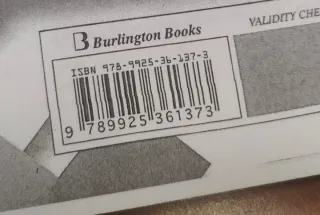 Burlington Books
VALIDITY CHE
ISBN 978-9925-36-137-3
9 789925 361373